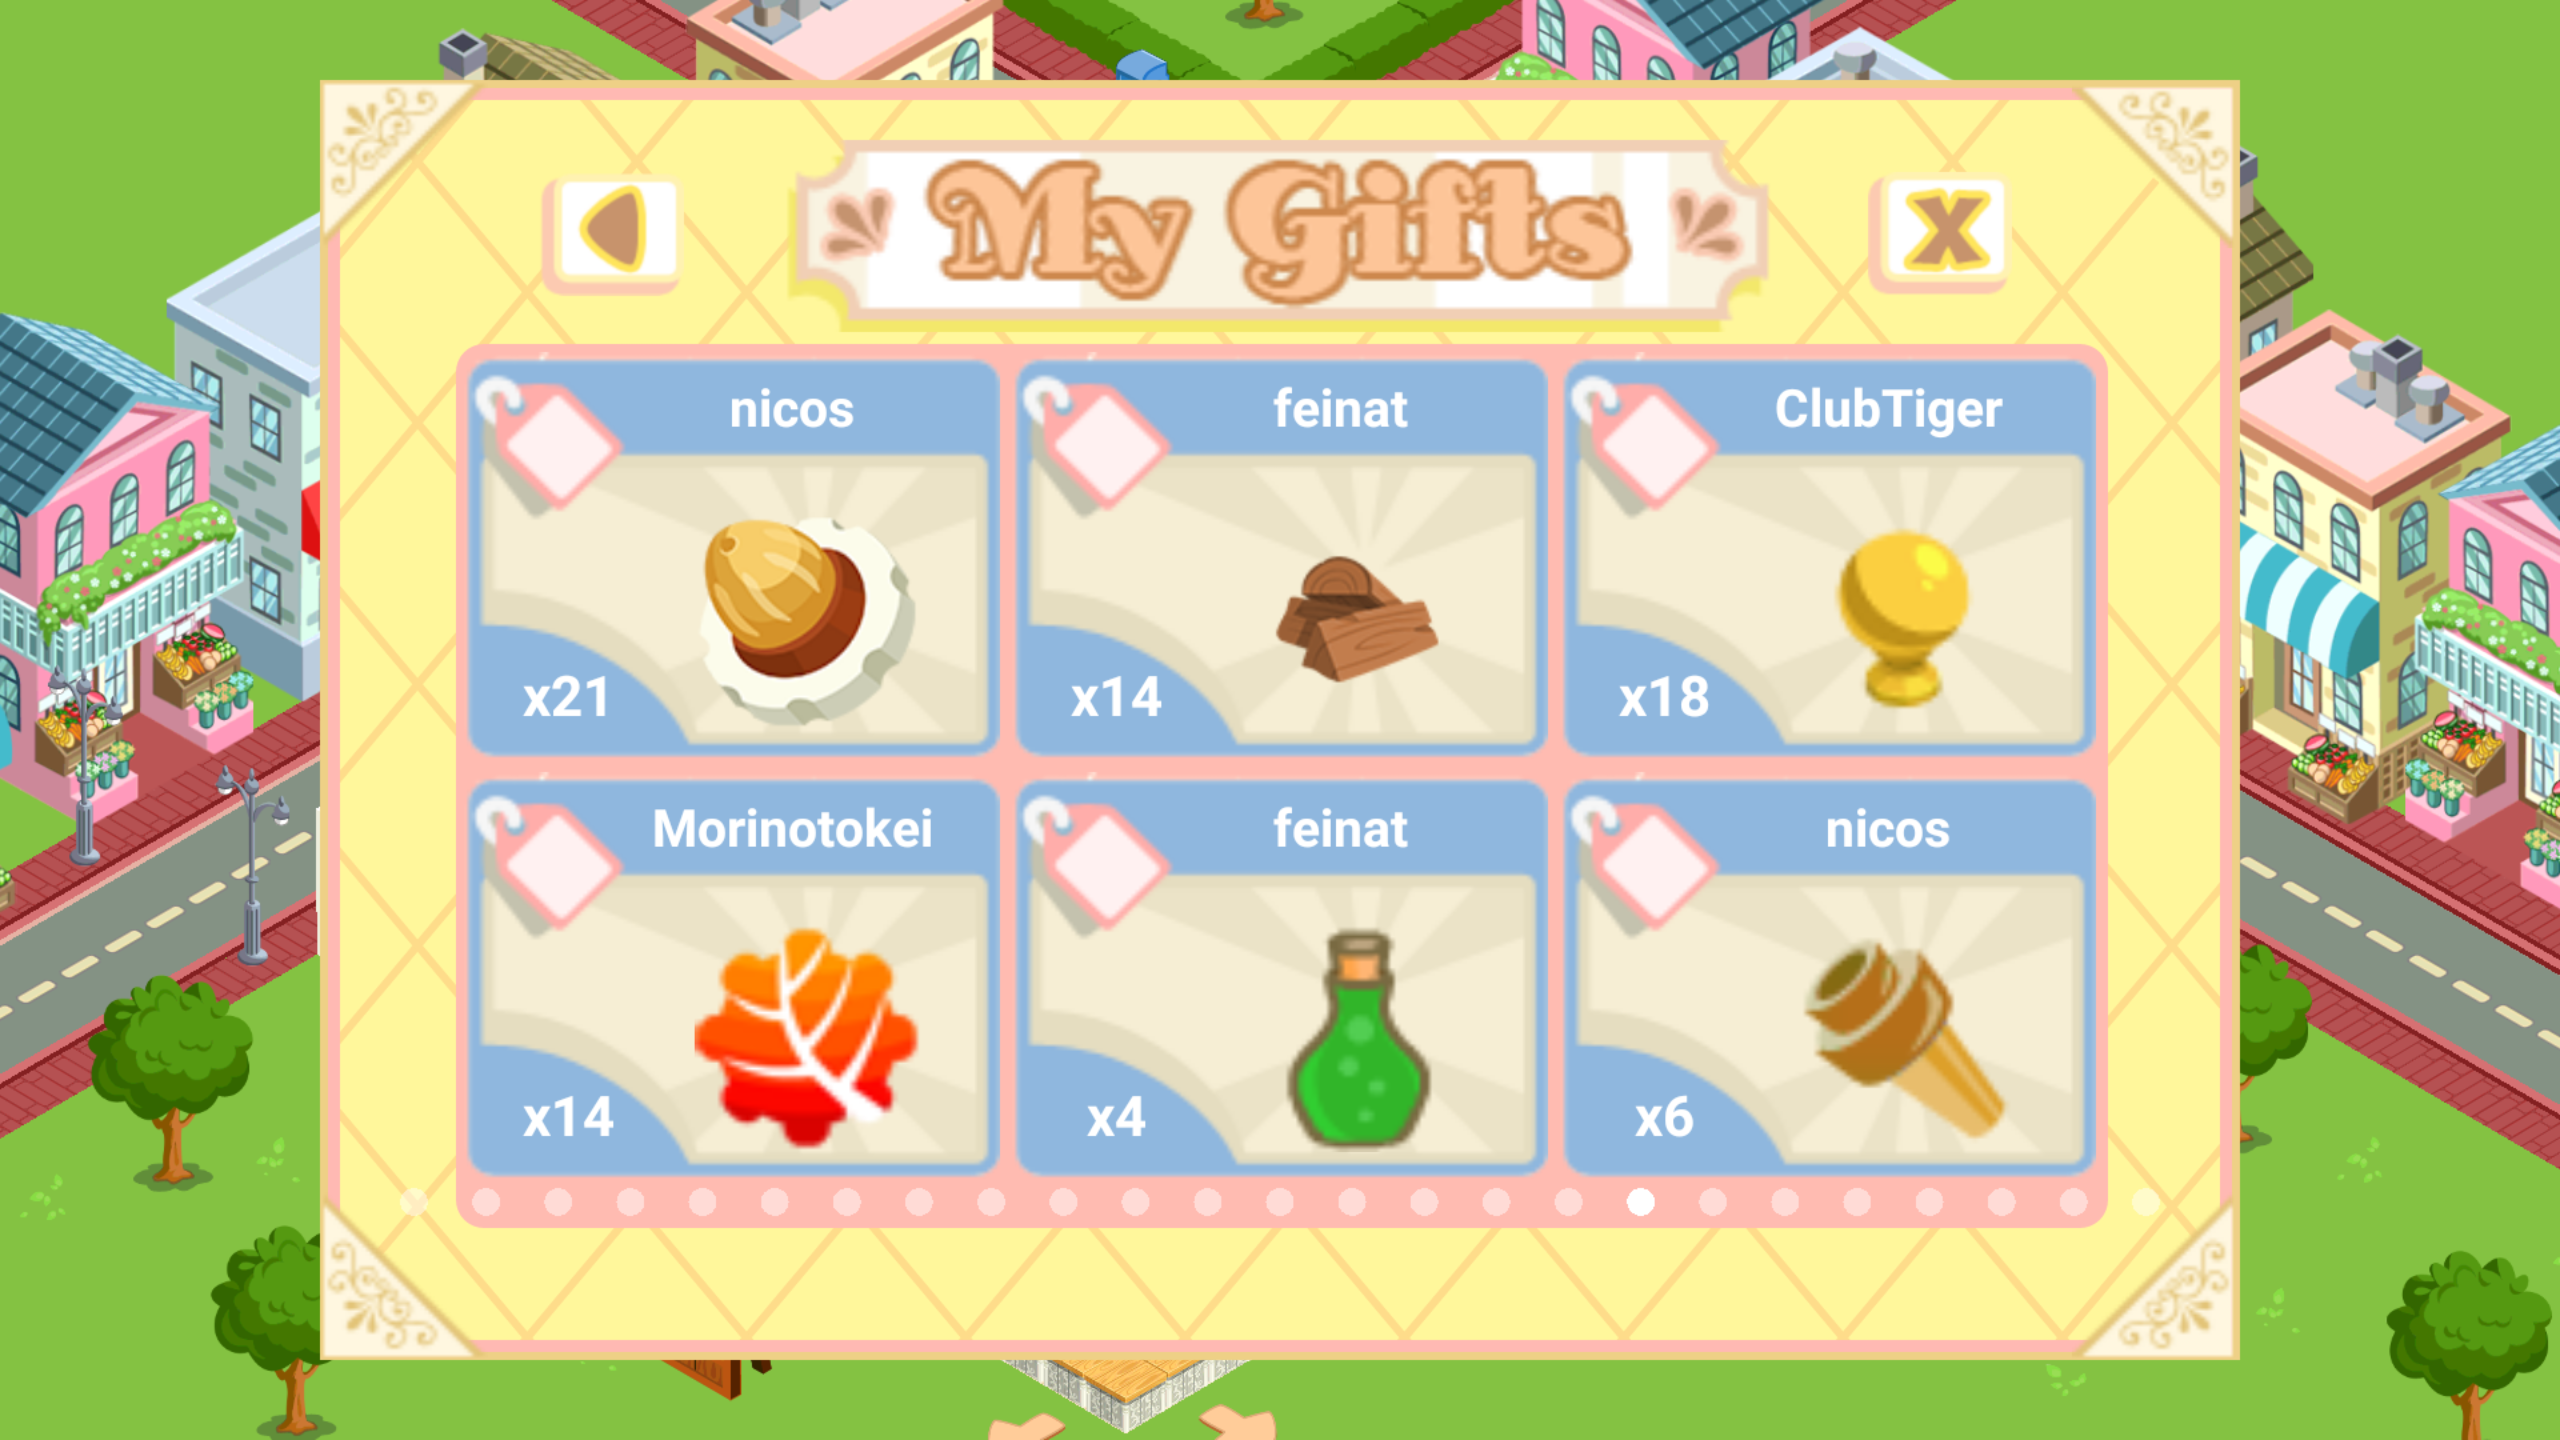 My Gifts
X
nicos
x21
feinat
x14
ClubTiger
x18
Morinotokei
x14
feinat
x4
nicos
x6